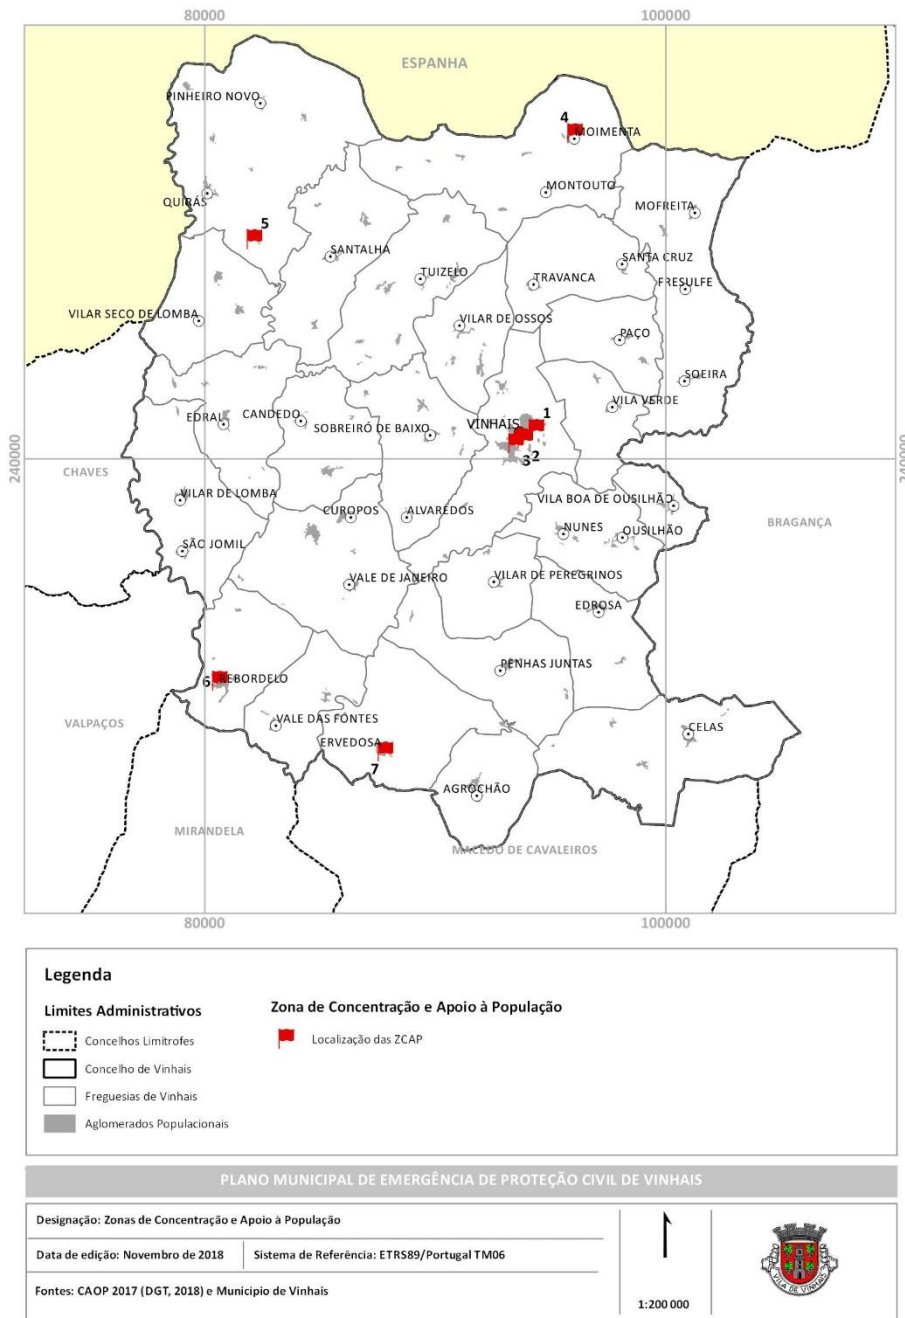 80000 100000
ESPANHA
PINHEIRO NOVO
4
MOIMENTA
QUIRÁS
MONTOUTO
MOFREITA
5
SANTALHA
TUIZELO
TRAVANCA
SANTA CRUZ
FRESULFE
VILAR SECO DE LOMBA
VILAR DE OSSOS
PAÇO
SOEIRA
EDRAL
CANDEDO
SOBREIRÓ DE BAIXO
VINHAIS
1
VILA VERDE
2
3
240000
240000
CHAVES
VILAR DE LOMBA
CUROPOS
ALVAREDOS
VILA BOA DE OUSILHÃO
NUNES
OUSILHÃO
BRAGANÇA
SÃO JOMIL
VALE DE JANEIRO
VILAR DE PEREGRINOS
EDROSA
6
REBORDELO
PENHAS JUNTAS
VALPAÇOS
VALE DAS FONTES
ERVEDOSA
7
CELAS
AGROCHÃO
MIRANDELA
MACEDO DE CAVALEIROS
80000 100000
Legenda
Limites Administrativos
Concelhos Limítrofes
Concelho de Vinhais
Freguesias de Vinhais
Aglomerados Populacionais
Zona de Concentração e Apoio à População
Localização das ZCAP
PLANO MUNICIPAL DE EMERGÊNCIA DE PROTEÇÃO CIVIL DE VINHAIS
Designação: Zonas de Concentração e Apoio à População
Data de edição: Novembro de 2018 Sistema de Referência: ETRS89/Portugal TM06
Fontes: CAOP 2017 (DGT, 2018) e Municipio de Vinhais
1:200 000
VILA DE VINHAIS